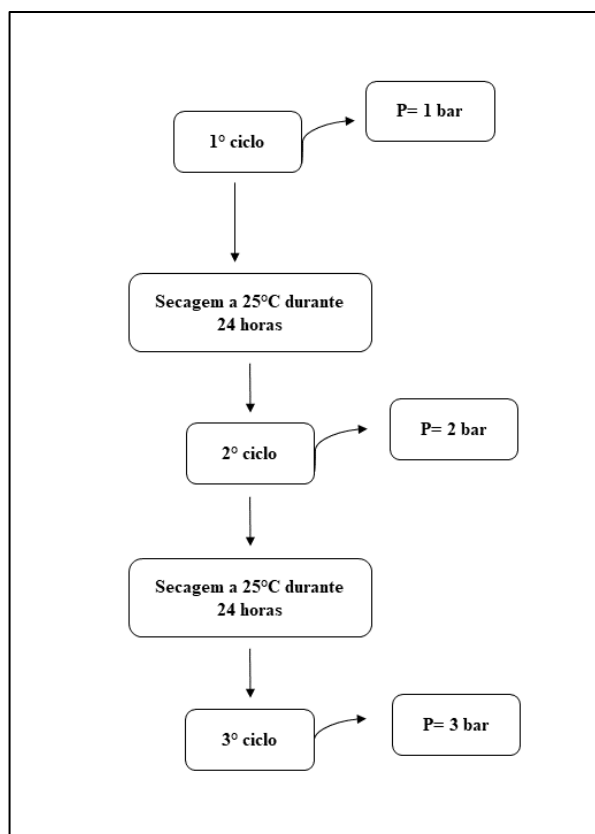 P= 1 bar
1° ciclo
Secagem a 25°C durante
24 horas
2° ciclo
P= 2 bar
Secagem a 25°C durante
24 horas
3° ciclo
P= 3 bar